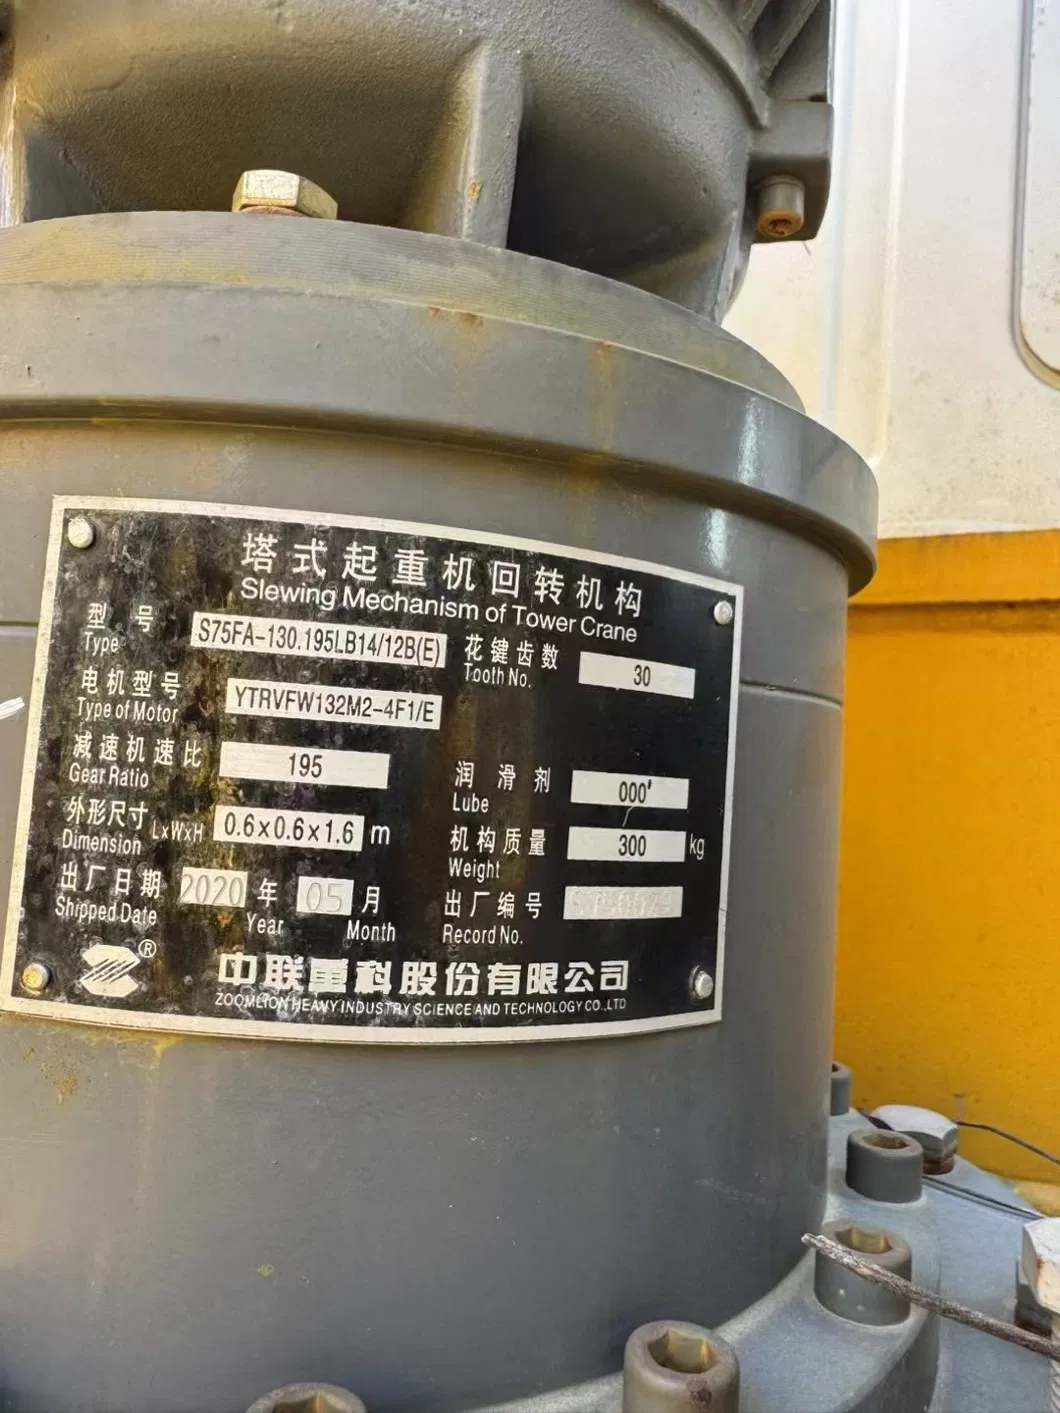 塔式起重机回转机构
Slewing Mechanism of Tower Crane
型号 S75FA-130.195LB14/12B(E) 花键齿数 30
Type Tooth No.
电机型号 YTRVFW132M2-4F1/E
Type of Motor
减速机速比 195 润滑剂 000'
Gear Ratio Lube
外形尺寸 LxWxH 0.6×0.6×1.6 m 机构质量 300 kg
Dimension Weight
出厂日期 2020 年 05 月 出厂编号
Shipped Date Year Month Record No.
®
中联重科股份有限公司
ZOOMLION HEAVY INDUSTRY SCIENCE AND TECHNOLOGY CO.,LTD